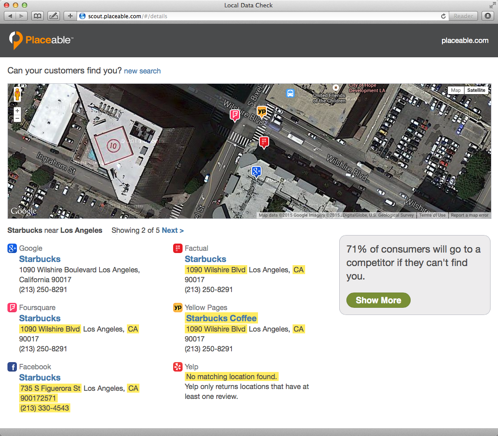 Local Data Check
scout.placeable.com/#/details
Reader
Placeable™
placeable.com
Can your customers find you? new search
Map
Satellite
Ingraham St
Wilshire Blvd
Google
Map data ©2015 Google Imagery ©2015, DigitalGlobe, U.S. Geological Survey
Terms of Use
Report a map error
Starbucks near Los Angeles Showing 2 of 5 Next >
Google
Starbucks
1090 Wilshire Boulevard Los Angeles,
California 90017
(213) 250-8291
Factual
Starbucks
1090 Wilshire Blvd Los Angeles, CA
90017
(213) 250-8291
Foursquare
Starbucks
1090 Wilshire Blvd Los Angeles, CA
90017
(213) 250-8291
Yellow Pages
Starbucks Coffee
1090 Wilshire Blvd Los Angeles, CA
90017
(213) 250-8291
Facebook
Starbucks
735 S Figuerora St Los Angeles, CA
900172571
(213) 330-4543
Yelp
No matching location found.
Yelp only returns locations that have at
least one review.
71% of consumers will go to a
competitor if they can't find
you.
Show More